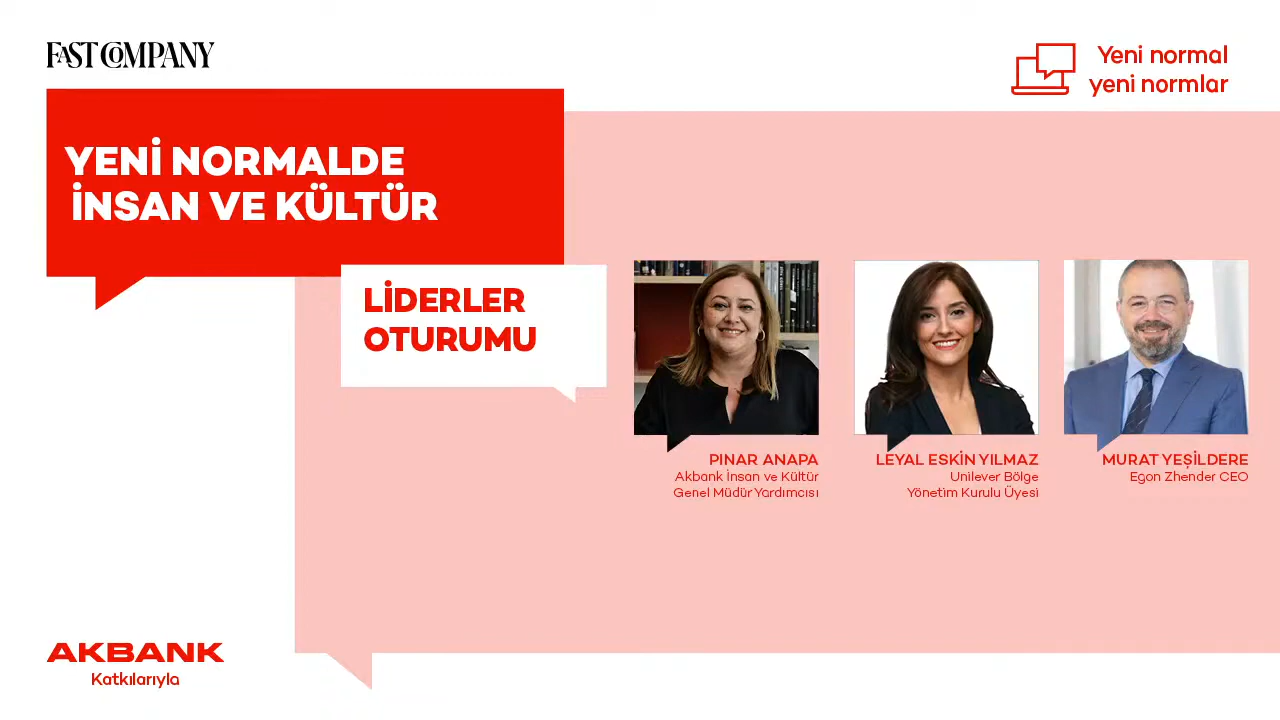 FAST COMPANY
Yeni normal
yeni normlar
YENİ NORMALDE
İNSAN VE KÜLTÜR
LİDERLER
OTURUMU
PINAR ANAPA
Akbank İnsan ve Kültür
Genel Müdür Yardımcısı
LEYAL ESKİN YILMAZ
Unilever Bölge
Yönetim Kurulu Üyesi
MURAT YEŞİLDERE
Egon Zhender CEO
AKBANK
Katkılarıyla